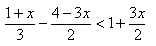 (1+x)/3 − (4−3x)/2 < 1 + 3x/2